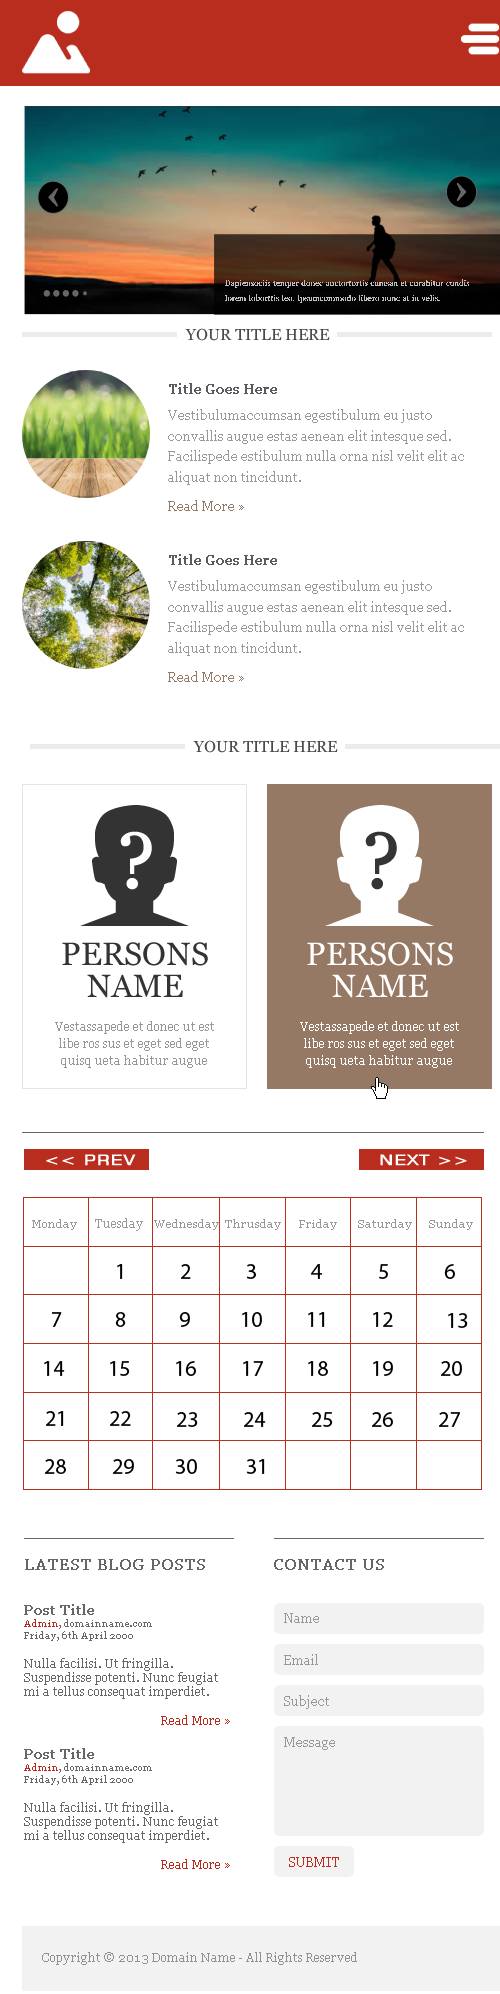 Dapiensociis temper donec auctortortis cumsan et curabitur condis
lorem lobortis leo. Ipsumcommodo libero nunc at in velis.
YOUR TITLE HERE
Title Goes Here
Vestibulumaccumsan egestibulum eu justo
convallis augue estas aenean elit intesque sed.
Facilispede estibulum nulla orna nisl velit elit ac
aliquat non tincidunt.
Read More »
Title Goes Here
Vestibulumaccumsan egestibulum eu justo
convallis augue estas aenean elit intesque sed.
Facilispede estibulum nulla orna nisl velit elit ac
aliquat non tincidunt.
Read More »
YOUR TITLE HERE
?
PERSONS
NAME
Vestassapede et donec ut est
libe ros sus et eget sed eget
quisq ueta habitur augue
?
PERSONS
NAME
Vestassapede et donec ut est
libe ros sus et eget sed eget
quisq ueta habitur augue
<< PREV NEXT >>
Monday Tuesday Wednesday Thrusday Friday Saturday Sunday
1 2 3 4 5 6
7 8 9 10 11 12 13
14 15 16 17 18 19 20
21 22 23 24 25 26 27
28 29 30 31
LATEST BLOG POSTS
Post Title
Admin, domainname.com
Friday, 6th April 2000
Nulla facilisi. Ut fringilla.
Suspendisse potenti. Nunc feugiat
mi a tellus consequat imperdiet.
Read More »
Post Title
Admin, domainname.com
Friday, 6th April 2000
Nulla facilisi. Ut fringilla.
Suspendisse potenti. Nunc feugiat
mi a tellus consequat imperdiet.
Read More »
CONTACT US
Name
Email
Subject
Message
SUBMIT
Copyright © 2013 Domain Name - All Rights Reserved